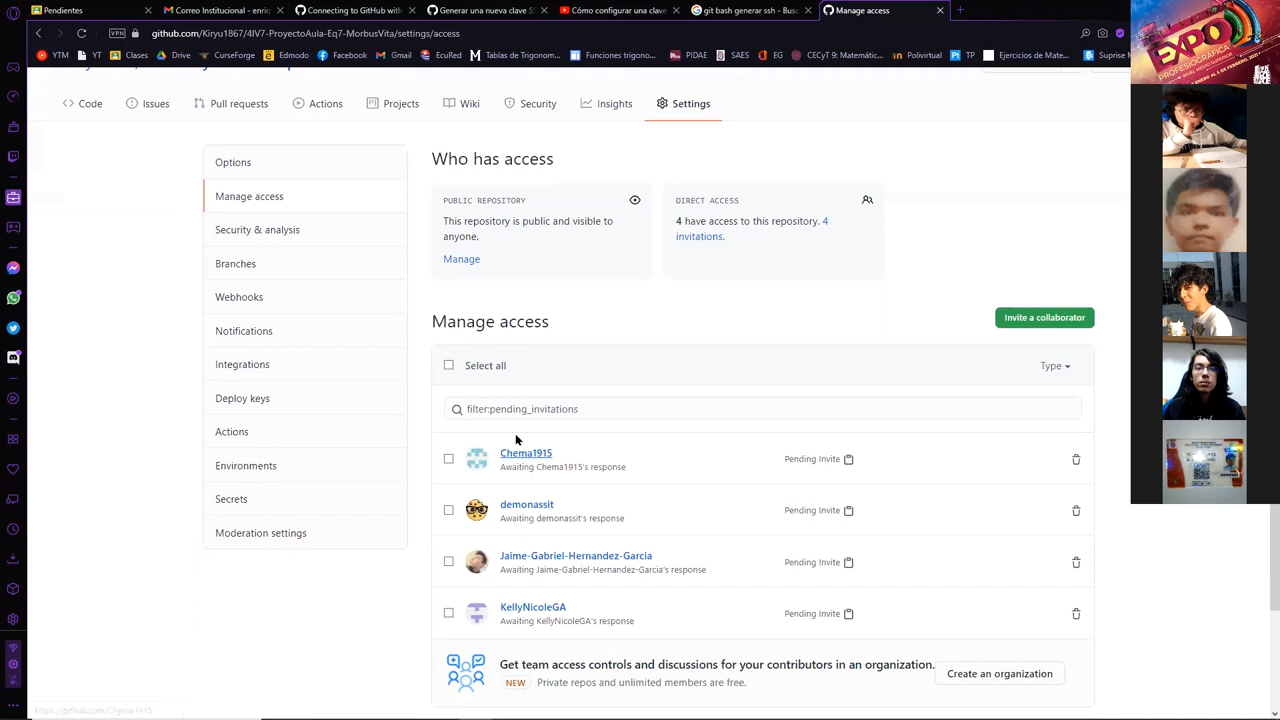 Pendientes
Correo Institucional - enriq
Connecting to GitHub with
Generar una nueva clave S
Cómo configurar una clave
git bash generar ssh - Busc
Manage access
VPN
github.com/Kiryu1867/4IV7-ProyectoAula-Eq7-MorbusVita/settings/access
YTM
YT
Clases
CurseForge
Edmodo
Facebook
Gmail
EcuRed
Tablas de Trigonom...
Funciones trigono...
PIDAE
SAES
EG
CECyT 9: Matemátic...
Polivirtual
TP
Ejercicios de Mate...
Suprise M
EXPO
PROFESIOGRÁFICA
Code
Issues
Pull requests
Actions
Projects
Wiki
Security
Insights
Settings
Options
Manage access
Security & analysis
Branches
Webhooks
Notifications
Integrations
Deploy keys
Actions
Environments
Secrets
Moderation settings
Who has access
PUBLIC REPOSITORY
This repository is public and visible to
anyone.
Manage
DIRECT ACCESS
4 have access to this repository. 4
invitations.
Manage access
Invite a collaborator
Select all
Type
filter:pending_invitations
Chema1915
Awaiting Chema1915's response
Pending Invite
demonassit
Awaiting demonassit's response
Pending Invite
Jaime-Gabriel-Hernandez-Garcia
Awaiting Jaime-Gabriel-Hernandez-Garcia's response
Pending Invite
KellyNicoleGA
Awaiting KellyNicoleGA's response
Pending Invite
Get team access controls and discussions for your contributors in an organization.
NEW Private repos and unlimited members are free.
Create an organization
https://github.com/Chema1915